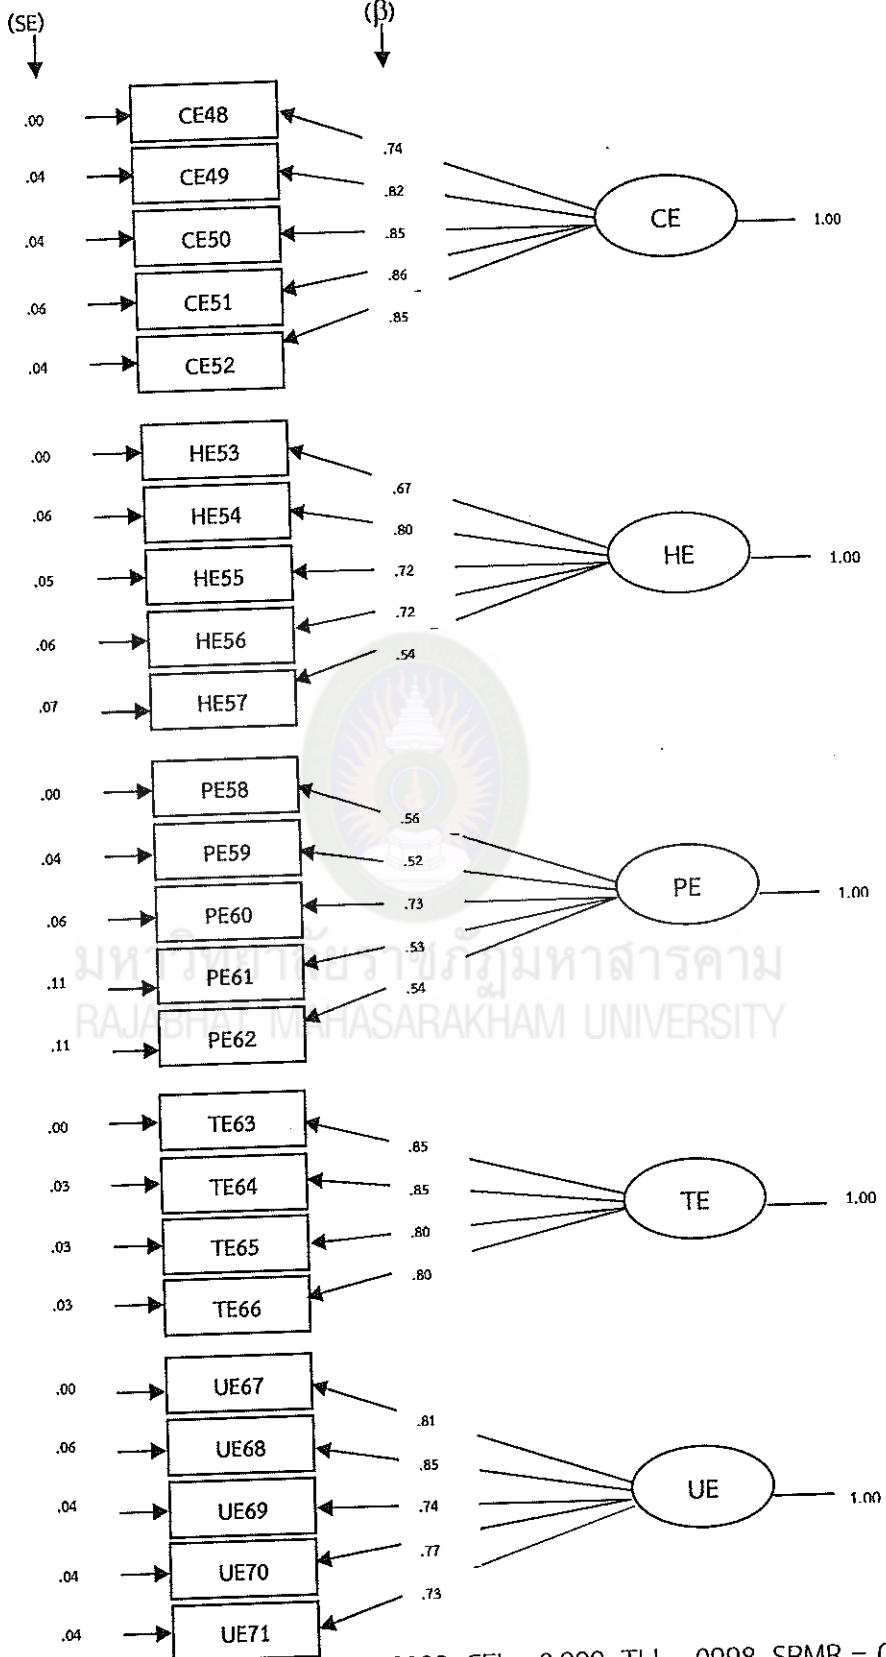 (SE) (β)
.00 CE48 .74
.04 CE49 .82
CE 1.00
.04 CE50 .85
.06 CE51 .86
.04 CE52 .85
.00 HE53 .67
.06 HE54 .80
HE 1.00
.05 HE55 .72
.06 HE56 .72
.07 HE57 .54
.00 PE58 .56
.04 PE59 .52
PE 1.00
.06 PE60 .73
.11 PE61 .53
.11 PE62 .54
มหาวิทยาลัยราชภัฏมหาสารคาม
RAJABHAT MAHASARAKHAM UNIVERSITY
.00 TE63 .85
.03 TE64 .85
TE 1.00
.03 TE65 .80
.03 TE66 .80
.00 UE67 .81
.06 UE68 .85
UE 1.00
.04 UE69 .74
.04 UE70 .77
.04 UE71 .73